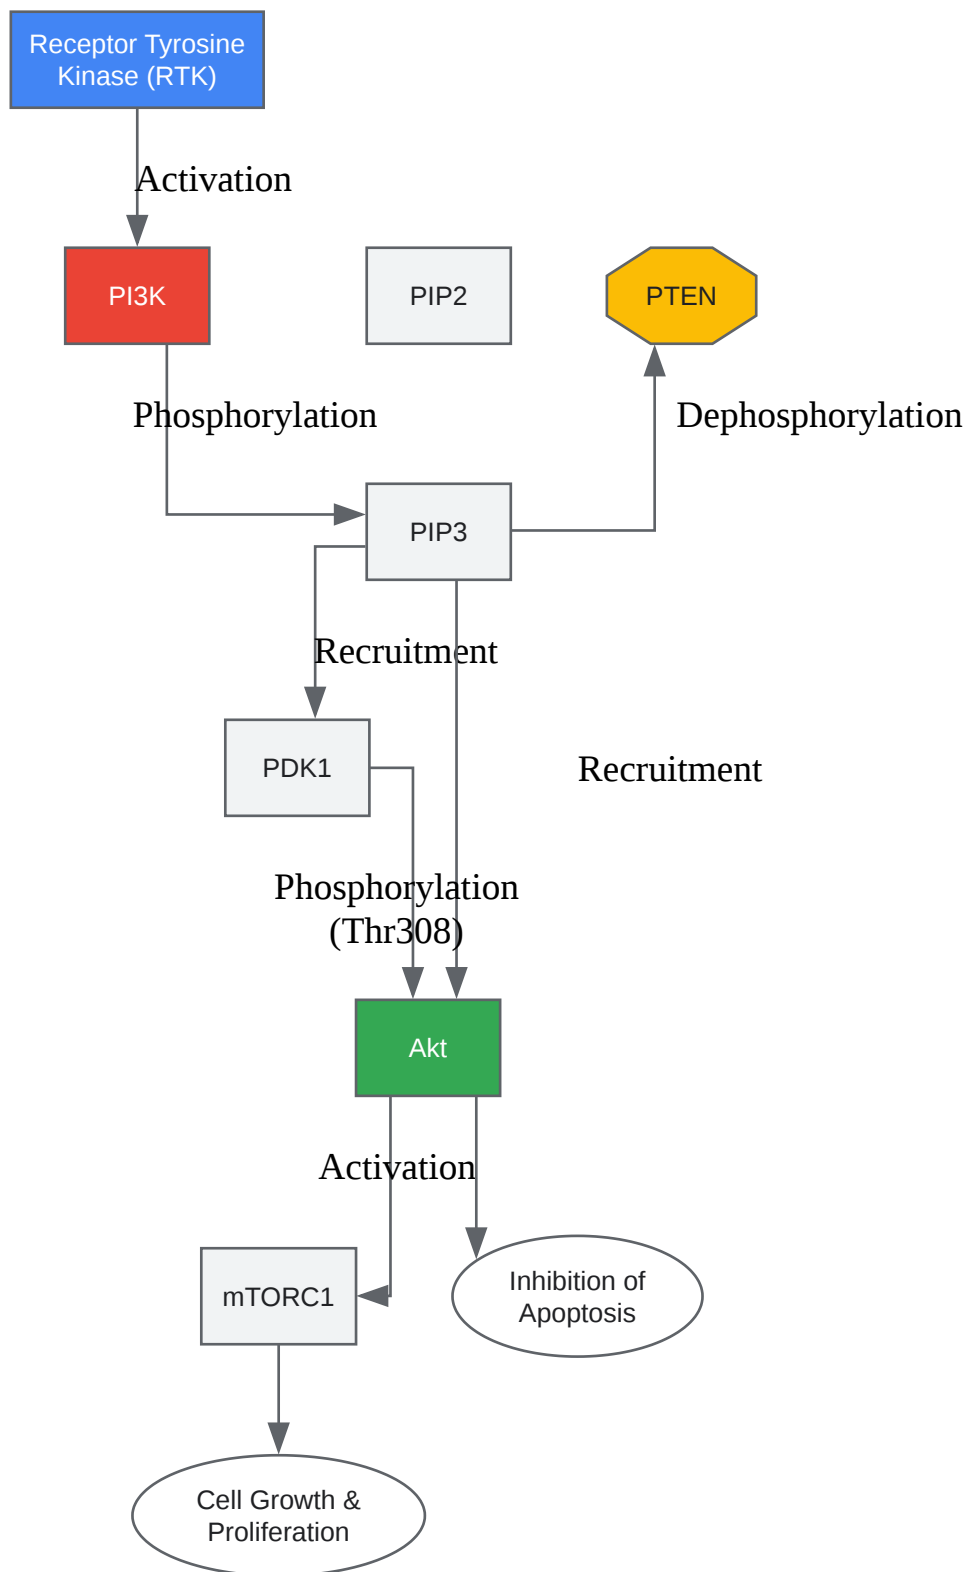 Receptor Tyrosine
Kinase (RTK)
Activation
PI3K
PIP2
PTEN
Phosphorylation
Dephosphorylation
PIP3
Recruitment
PDK1
Recruitment
Phosphorylation
(Thr308)
Akt
Activation
mTORC1
Inhibition of
Apoptosis
Cell Growth &
Proliferation